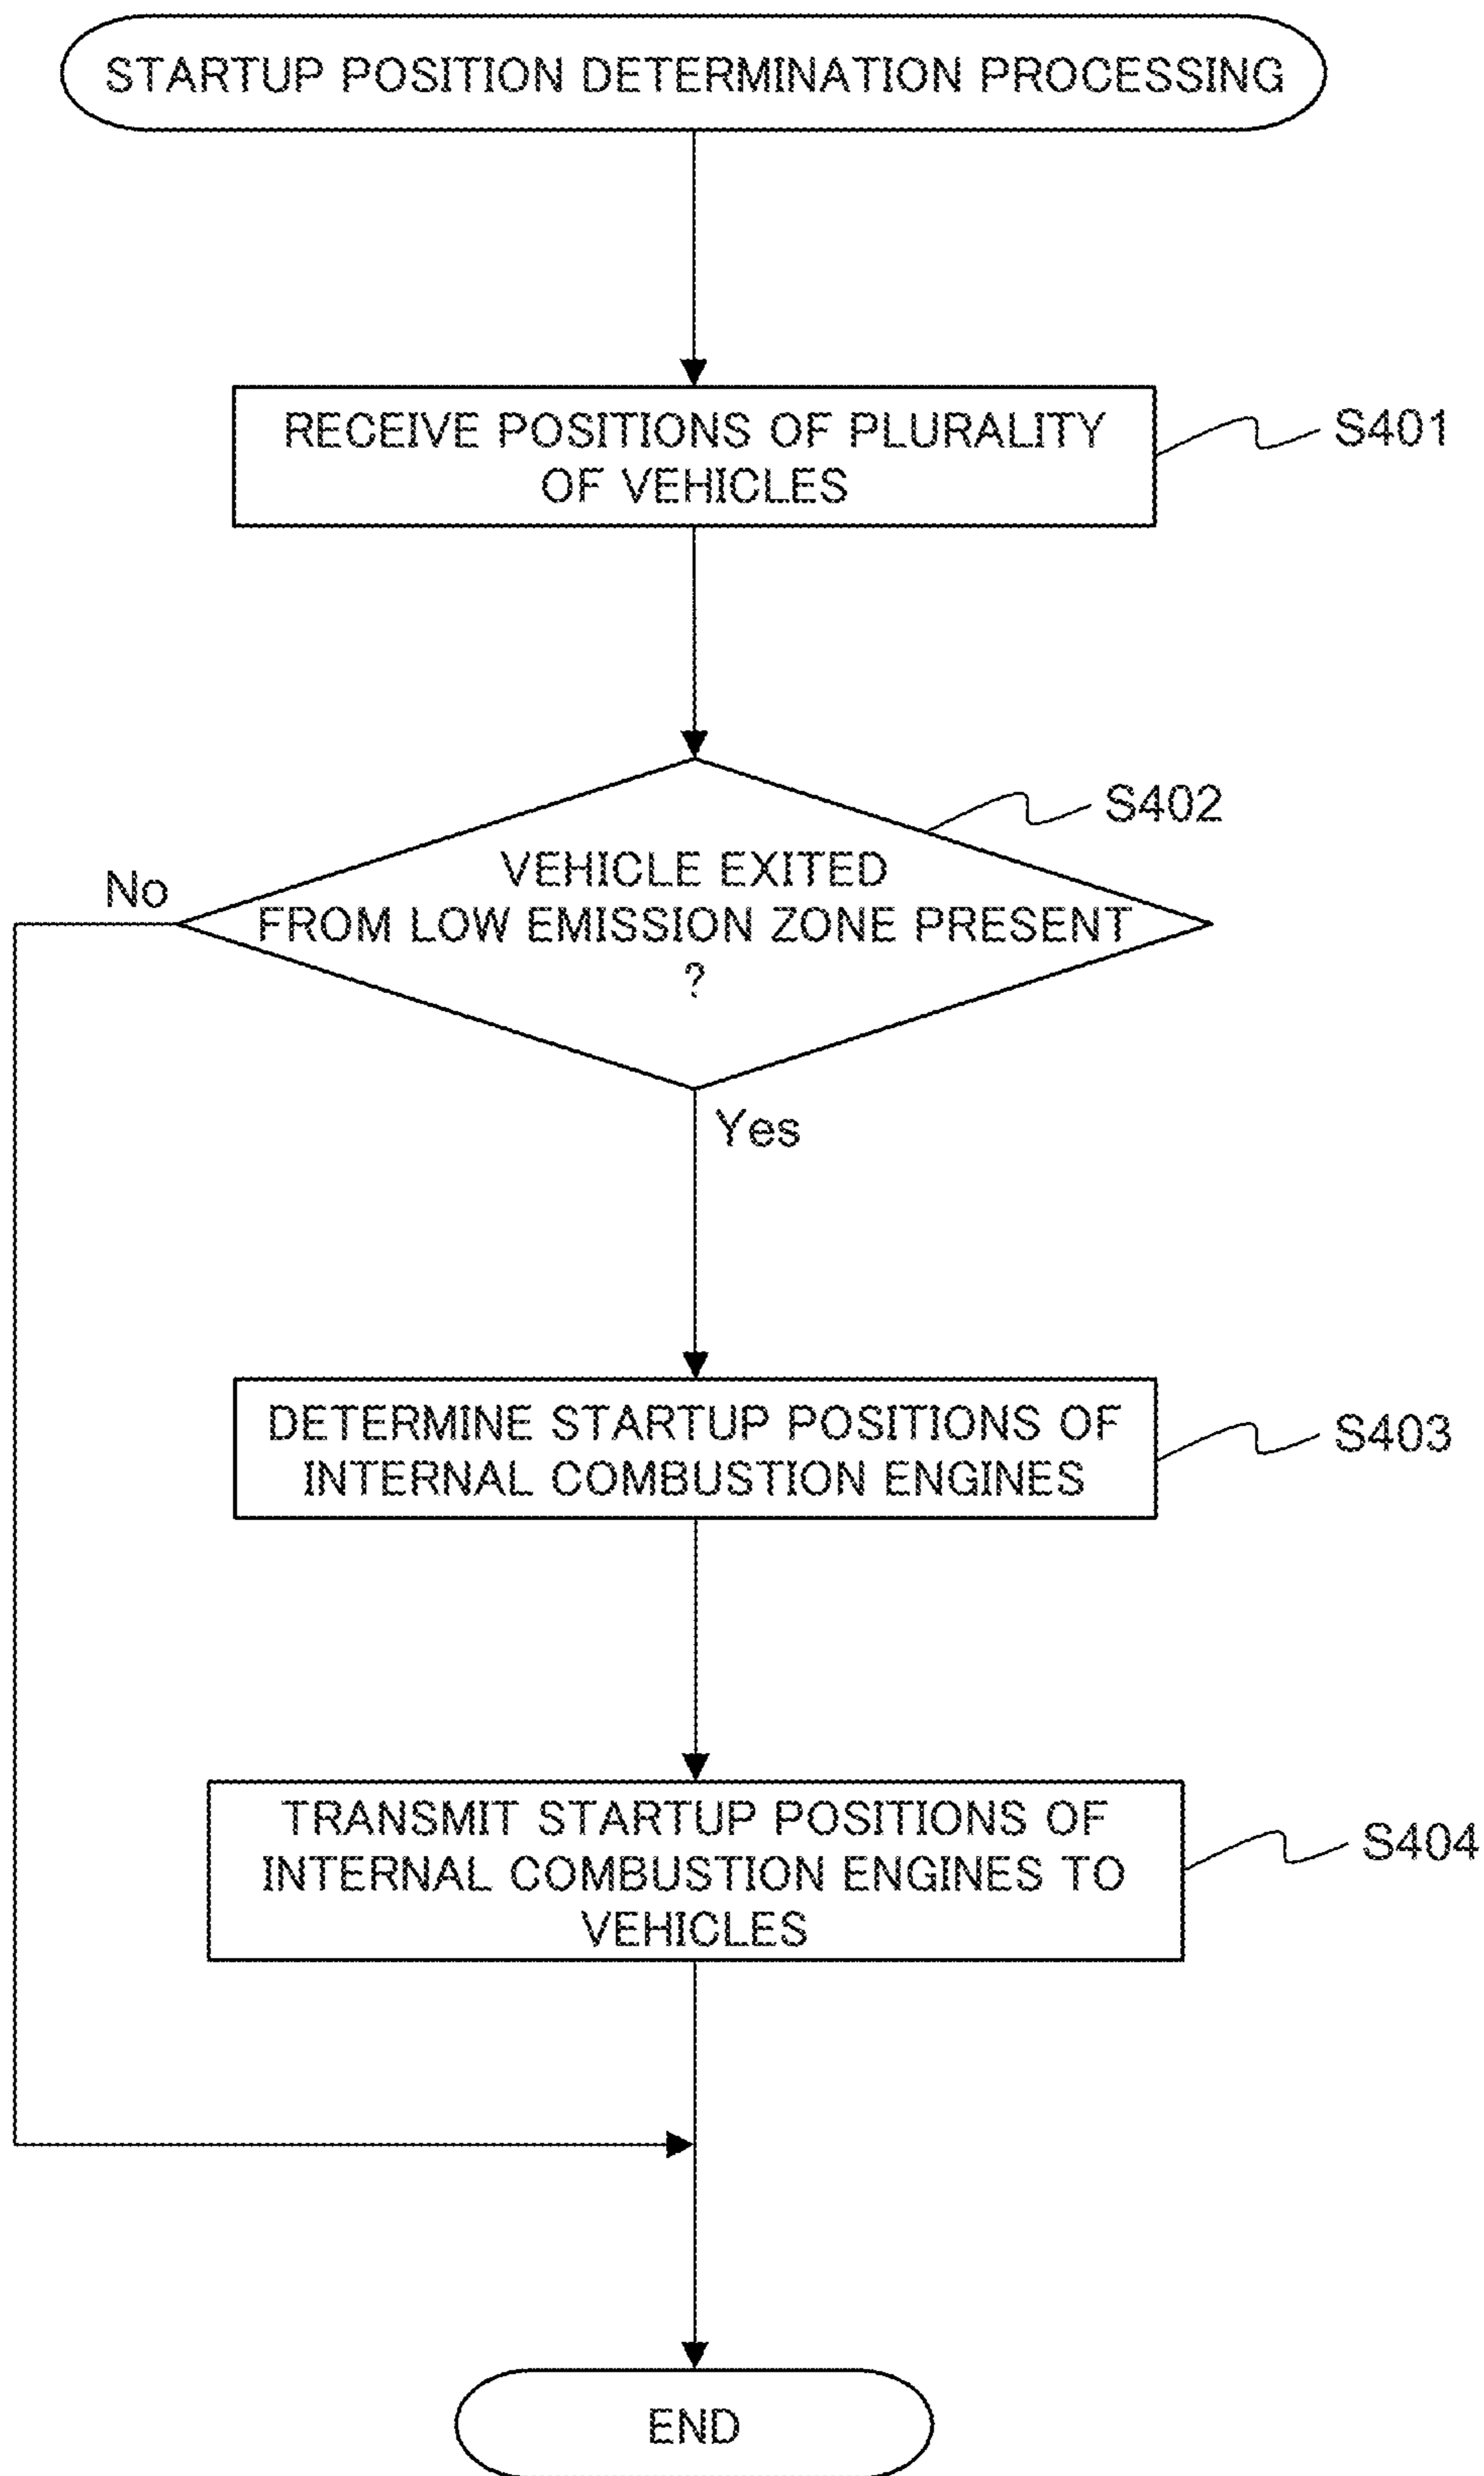 STARTUP POSITION DETERMINATION PROCESSING
RECEIVE POSITIONS OF PLURALITY
OF VEHICLES
S401
S402
VEHICLE EXITED
FROM LOW EMISSION ZONE PRESENT
?
No
Yes
DETERMINE STARTUP POSITIONS OF
INTERNAL COMBUSTION ENGINES
S403
TRANSMIT STARTUP POSITIONS OF
INTERNAL COMBUSTION ENGINES TO
VEHICLES
S404
END